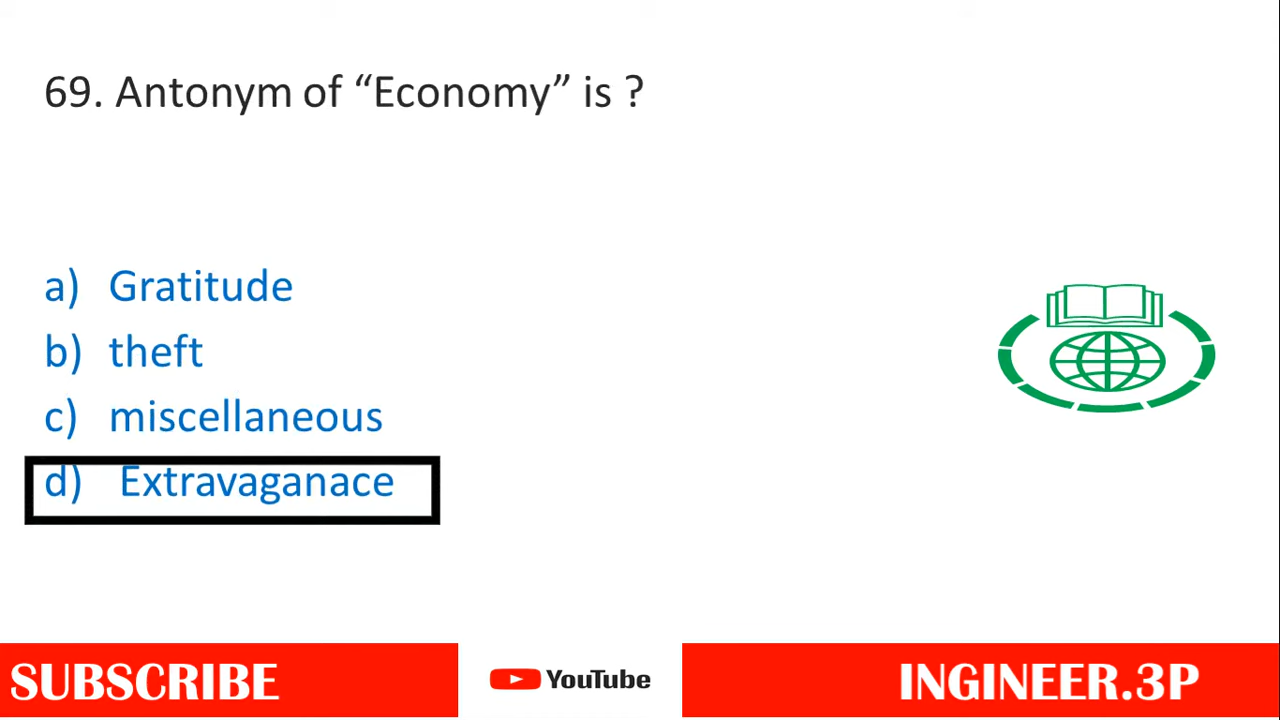 69. Antonym of “Economy” is ?
a) Gratitude
b) theft
c) miscellaneous
d) Extravaganace
SUBSCRIBE YouTube INGINEER.3P